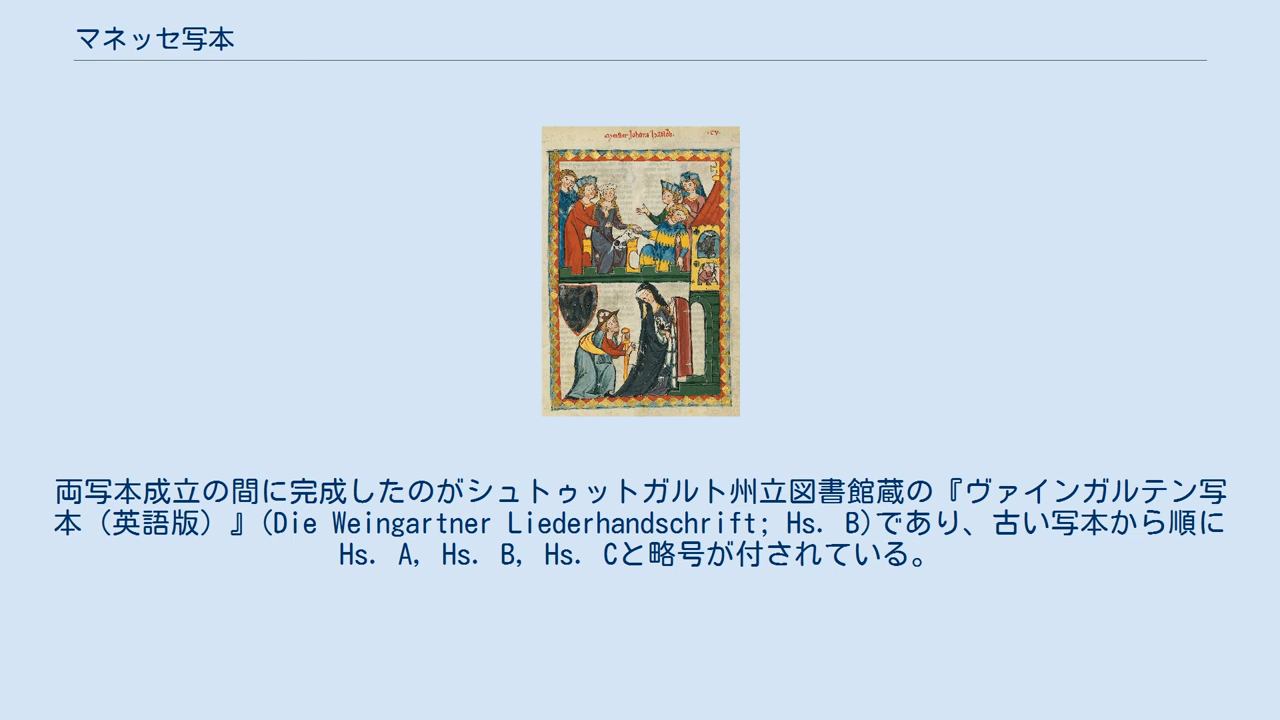 マネッセ写本
両写本成立の間に完成したのがシュトゥットガルト州立図書館蔵の『ヴァインガルテン写
本（英語版）』(Die Weingartner Liederhandschrift; Hs. B)であり、古い写本から順に
Hs. A, Hs. B, Hs. Cと略号が付されている。